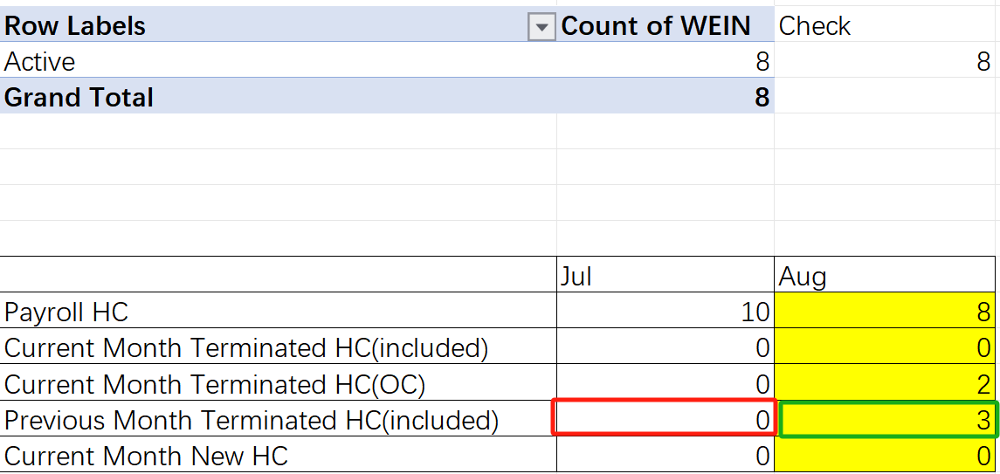 Row Labels Count of WEIN Check
Active 8 8
Grand Total 8
Jul Aug
Payroll HC 10 8
Current Month Terminated HC(included) 0 0
Current Month Terminated HC(OC) 0 2
Previous Month Terminated HC(included) 0 3
Current Month New HC 0 0